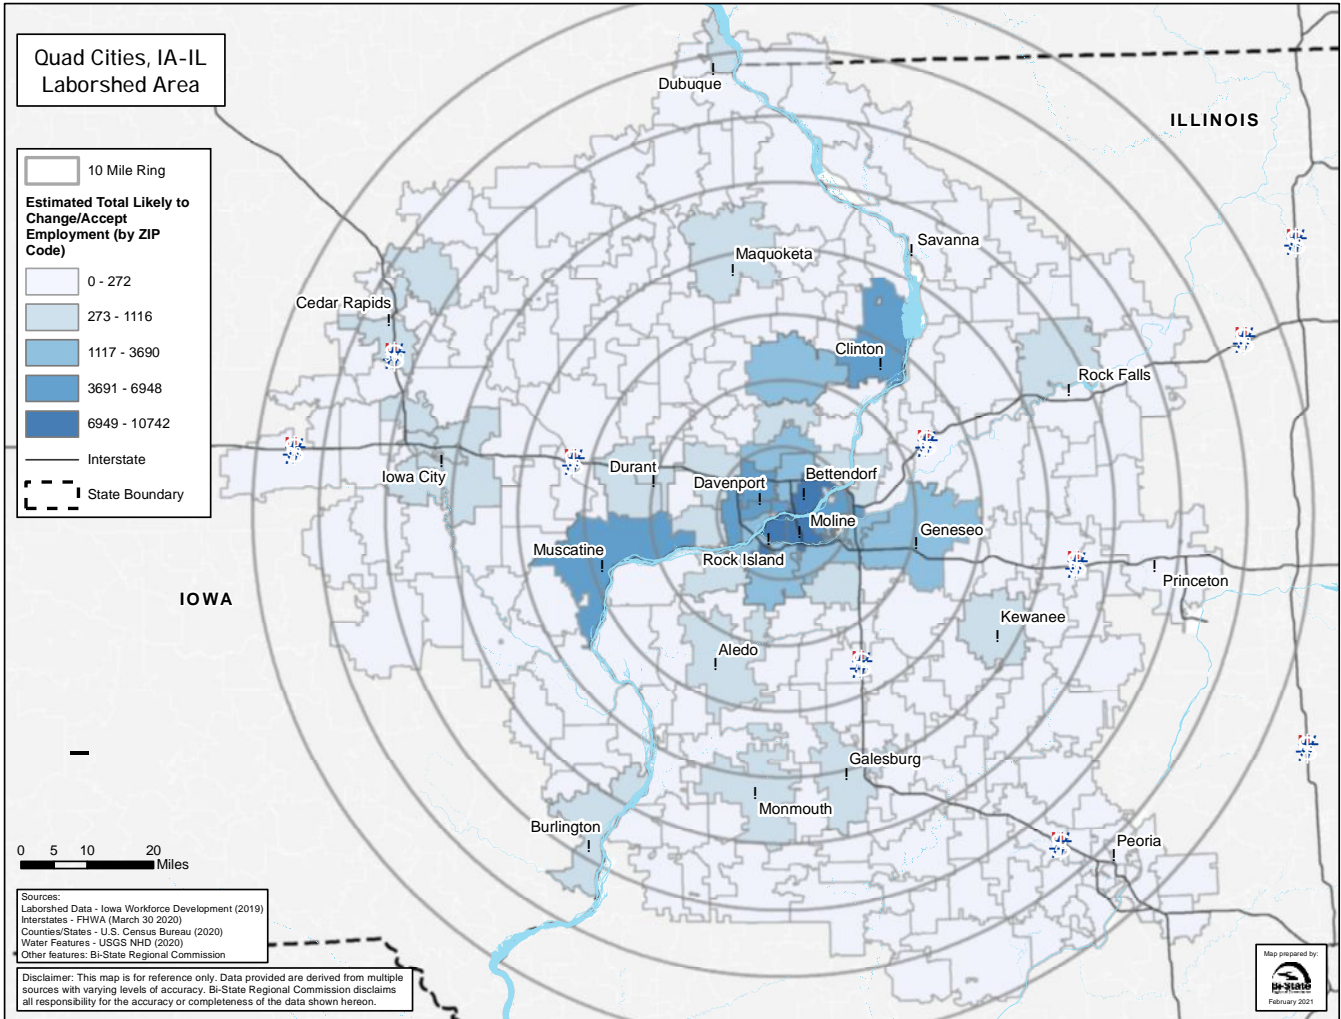 Quad Cities, IA-IL
Laborshed Area
10 Mile Ring
Estimated Total Likely to
Change/Accept
Employment (by ZIP
Code)
0 - 272
273 - 1116
1117 - 3690
3691 - 6948
6949 - 10742
Interstate
State Boundary
ILLINOIS
IOWA
Dubuque
Savanna
Maquoketa
Cedar Rapids
Clinton
Rock Falls
Iowa City
Durant
Davenport
Bettendorf
Moline
Geneseo
Muscatine
Rock Island
Princeton
Kewanee
Aledo
Galesburg
Monmouth
Burlington
Peoria
0 5 10 20
Miles
Sources:
Laborshed Data - Iowa Workforce Development (2019)
Interstates - FHWA (March 30 2020)
Counties/States - U.S. Census Bureau (2020)
Water Features - USGS NHD (2020)
Other features: Bi-State Regional Commission
Disclaimer: This map is for reference only. Data provided are derived from multiple
sources with varying levels of accuracy. Bi-State Regional Commission disclaims
all responsibility for the accuracy or completeness of the data shown hereon.
Map prepared by:
Bi-State
Regional Commission
February 2021